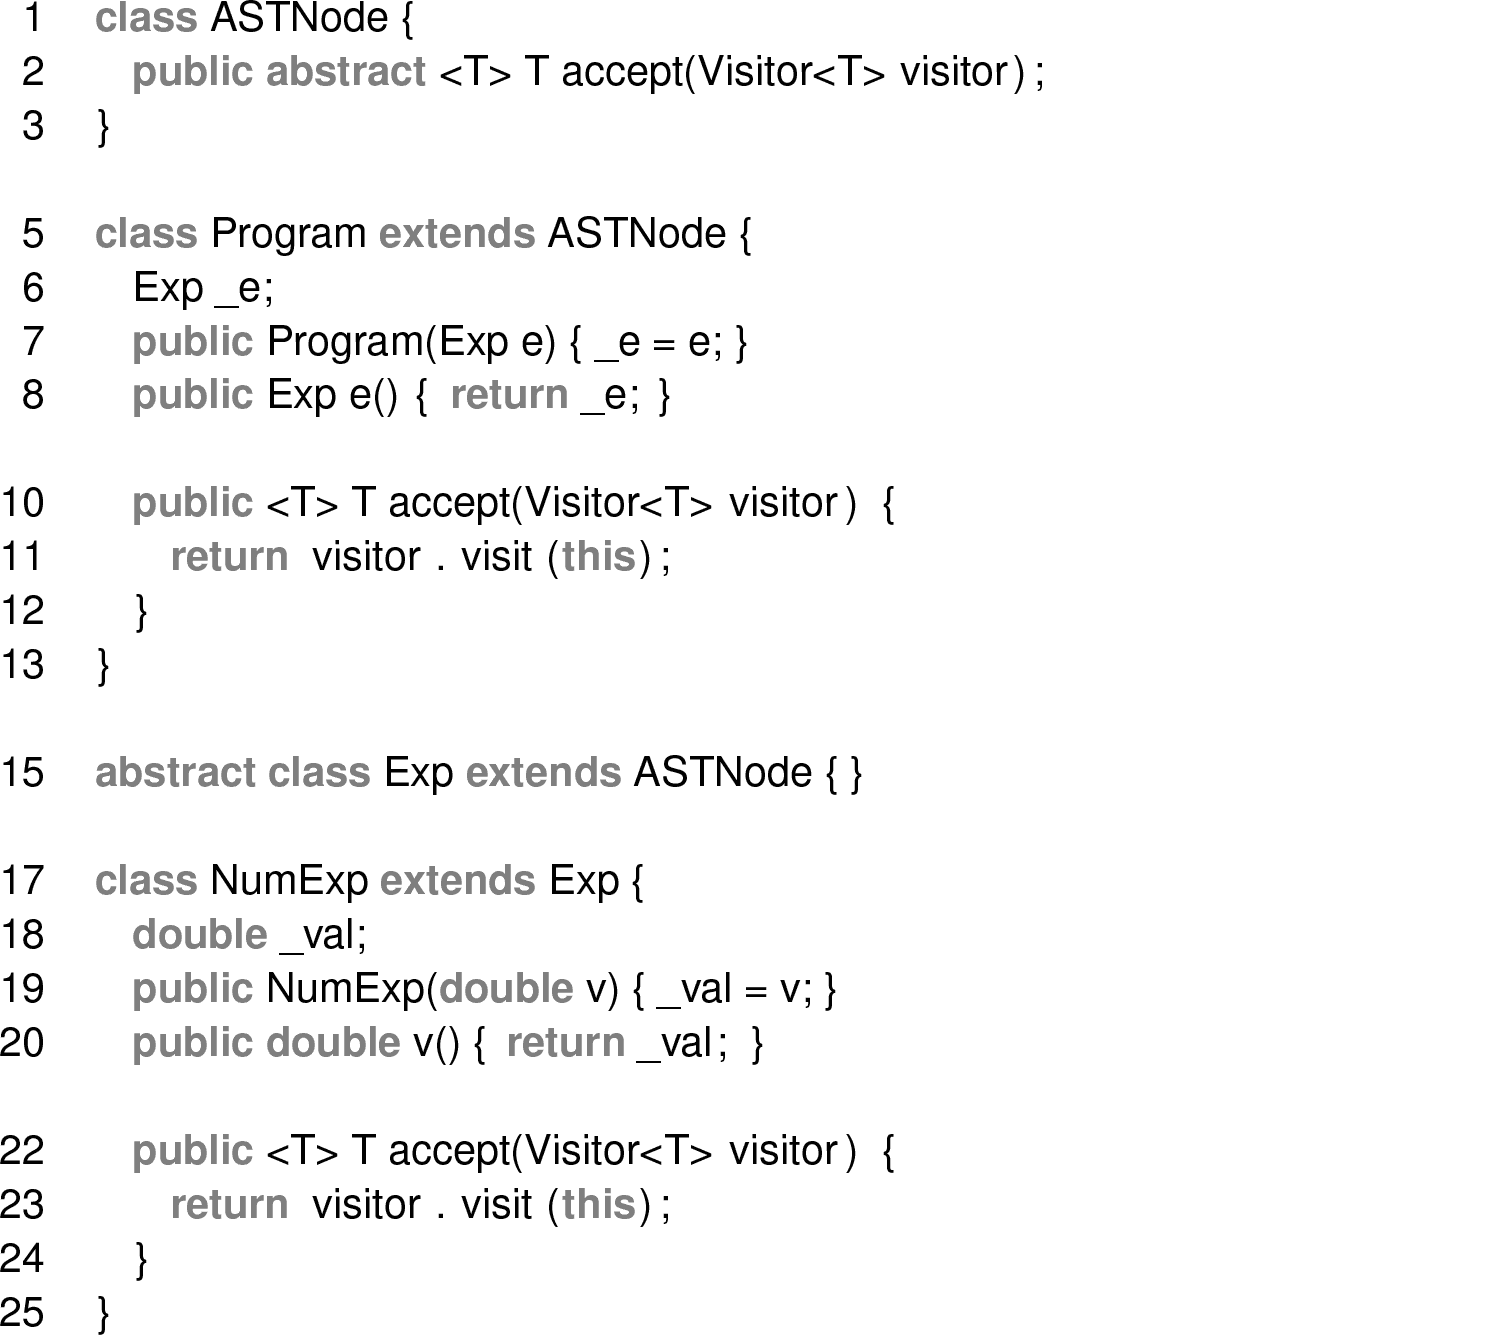 1 class ASTNode {
2 public abstract <T> T accept(Visitor<T> visitor) ;
3 }
5 class Program extends ASTNode {
6 Exp _e;
7 public Program(Exp e) { _e = e; }
8 public Exp e() { return _e; }
10 public <T> T accept(Visitor<T> visitor) {
11 return visitor . visit (this) ;
12 }
13 }
15 abstract class Exp extends ASTNode { }
17 class NumExp extends Exp {
18 double _val;
19 public NumExp(double v) { _val = v; }
20 public double v() { return _val; }
22 public <T> T accept(Visitor<T> visitor) {
23 return visitor . visit (this) ;
24 }
25 }